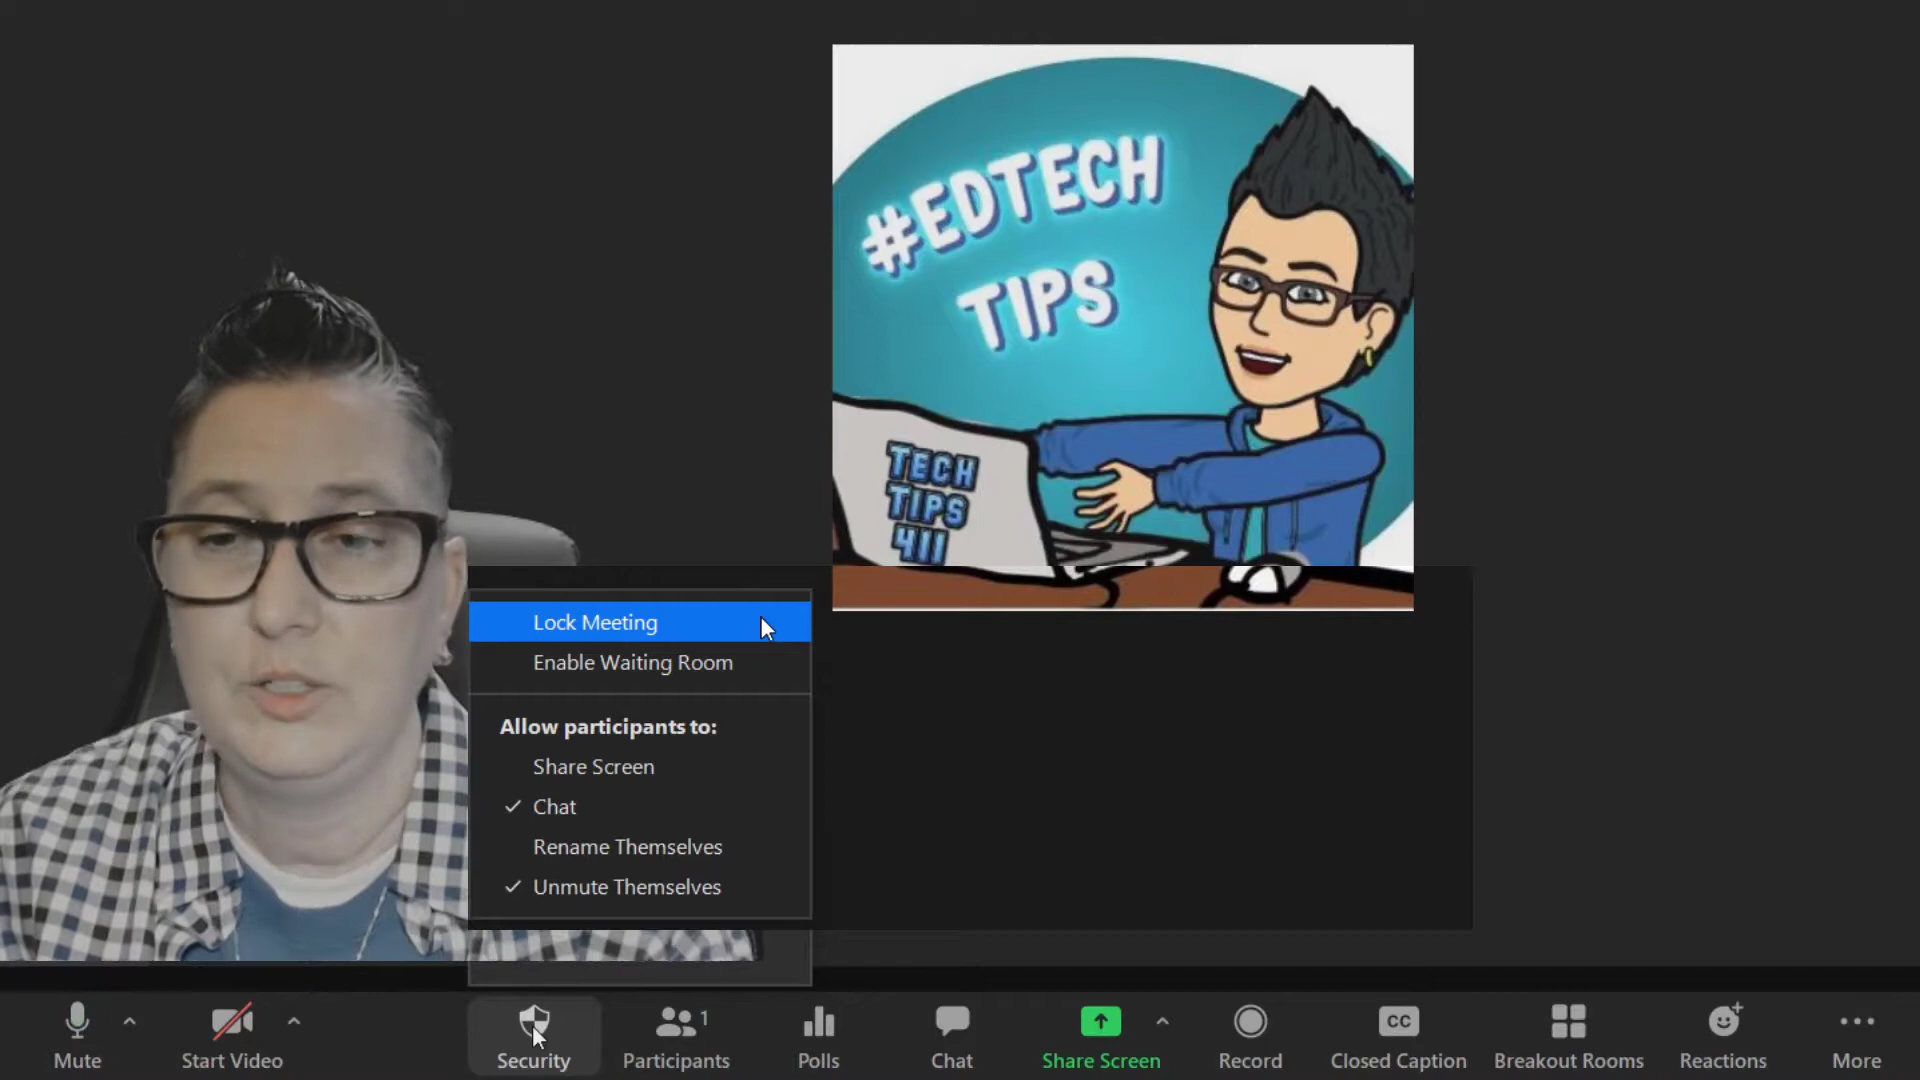 #EDTECH
TIPS
TECH
TIPS
411
Lock Meeting
Enable Waiting Room
Allow participants to:
Share Screen
✓ Chat
Rename Themselves
✓ Unmute Themselves
Mute
Start Video
Security
Participants 1
Polls
Chat
Share Screen
Record
CC
Closed Caption
Breakout Rooms
Reactions
More